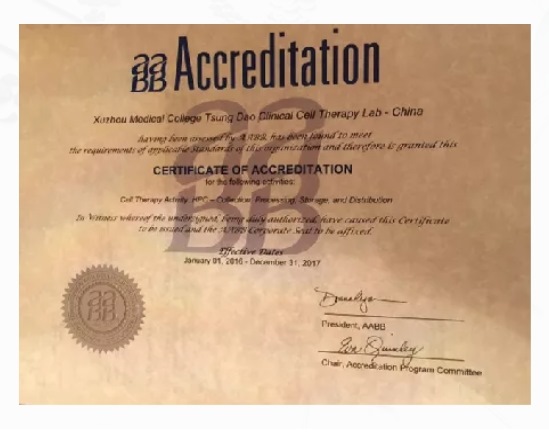 aaBB Accreditation
Xuzhou Medical College Tsung Dao Clinical Cell Therapy Lab - China
having been assessed by AABB, has been found to meet
the requirements of applicable Standards of this organization and therefore is granted this
CERTIFICATE OF ACCREDITATION
for the following activities:
Cell Therapy Activity: HPC – Collection, Processing, Storage, and Distribution
In Witness whereof the undersigned, being duly authorized, have caused this Certificate
to be issued and the AABB Corporate Seal to be affixed.
Effective Dates
January 01, 2016 - December 31, 2017
aaBB
President, AABB
Eva Quinley
Chair, Accreditation Program Committee